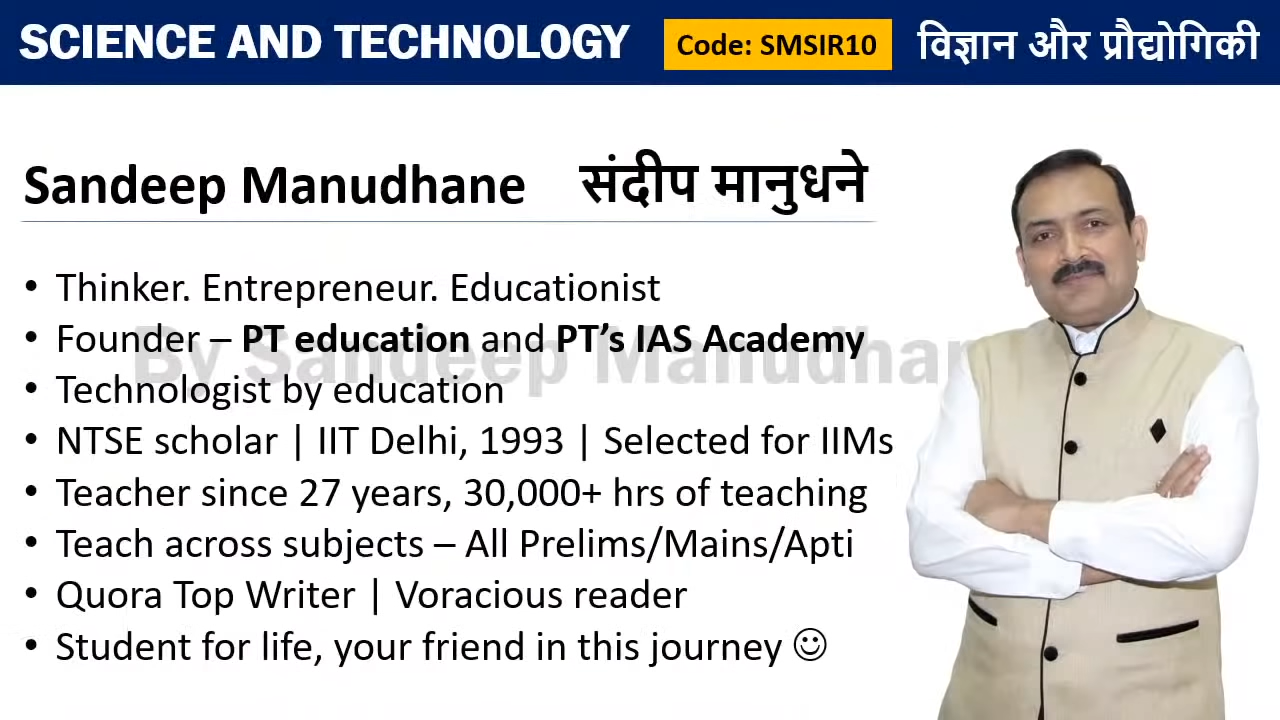 SCIENCE AND TECHNOLOGY
Code: SMSIR10
विज्ञान और प्रौद्योगिकी
Sandeep Manudhane संदीप मानुधने
• Thinker. Entrepreneur. Educationist
• Founder – PT education and PT’s IAS Academy
By Sandeep Manudhan
• Technologist by education
• NTSE scholar | IIT Delhi, 1993 | Selected for IIMs
• Teacher since 27 years, 30,000+ hrs of teaching
• Teach across subjects – All Prelims/Mains/Apti
• Quora Top Writer | Voracious reader
• Student for life, your friend in this journey ☺